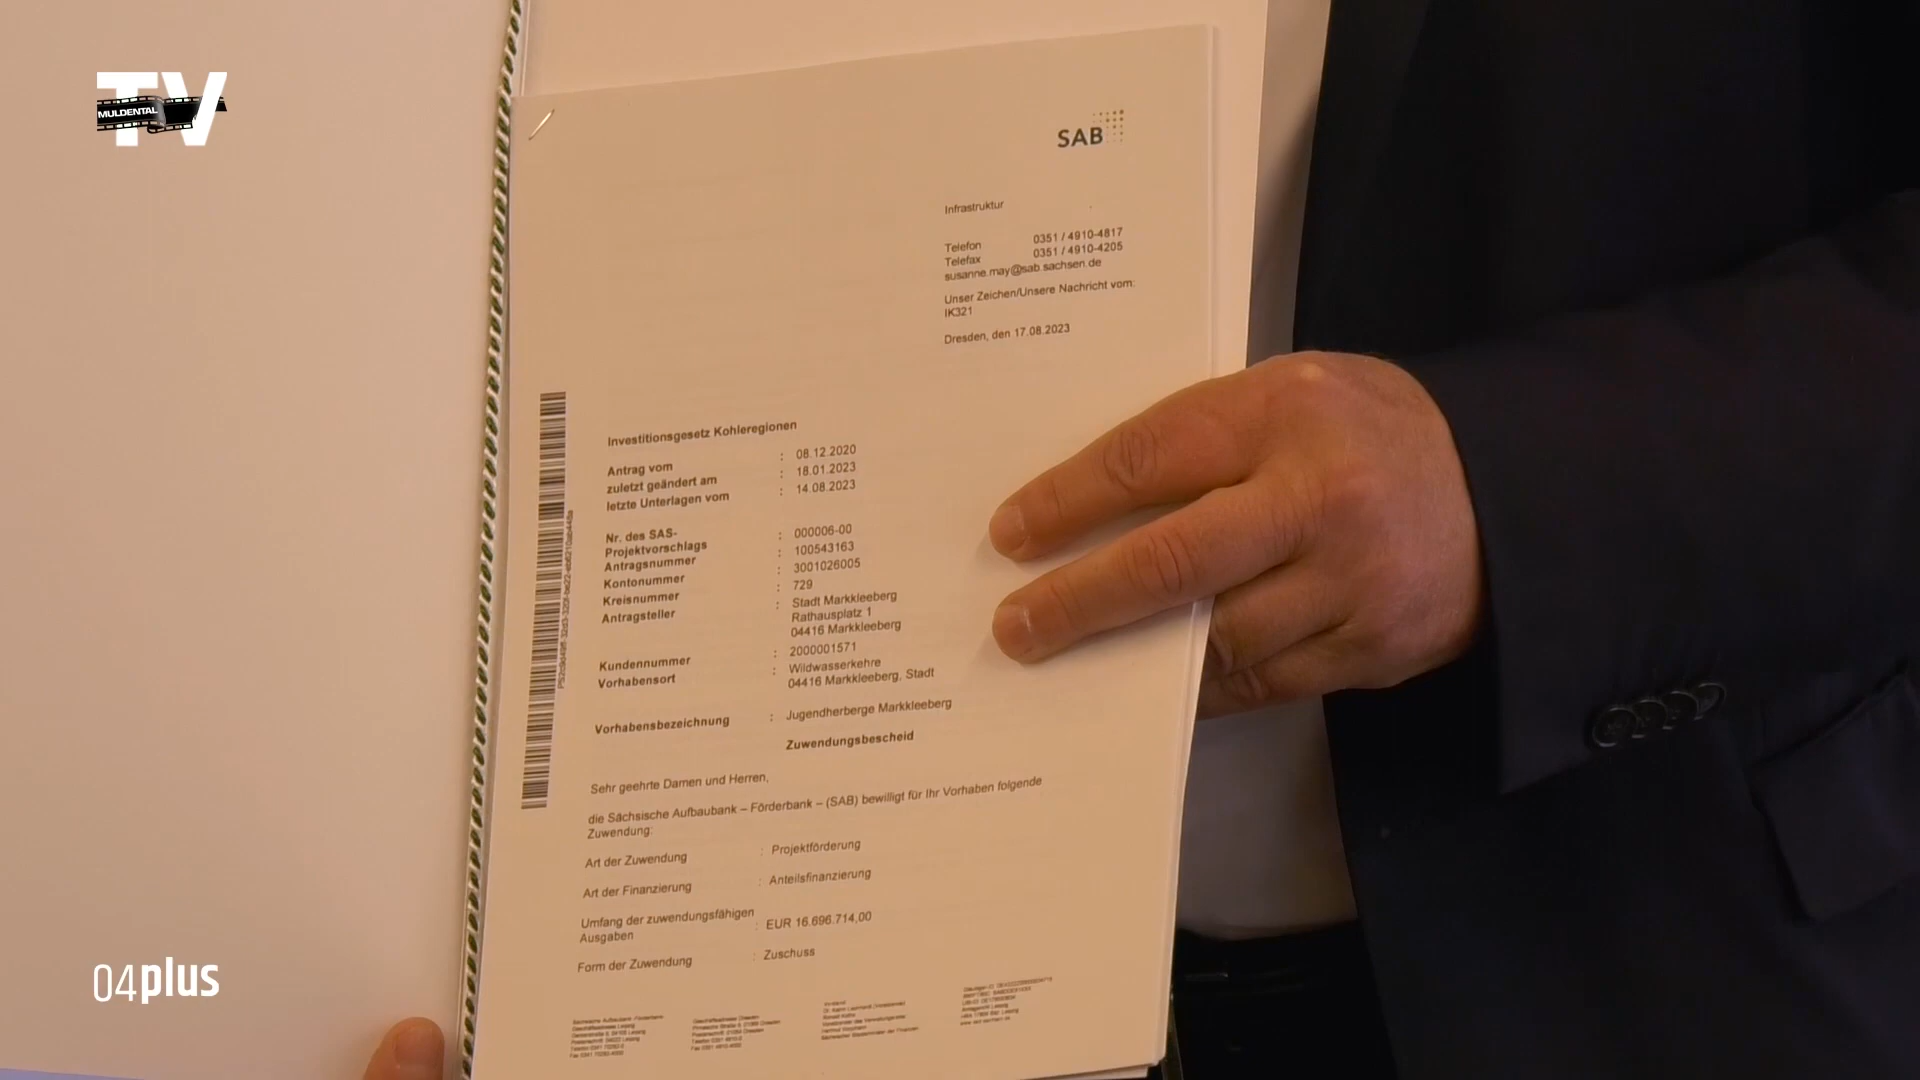 TV
MULDENTAL
SAB
Infrastruktur
Telefon 0351 / 4910-4817
Telefax 0351 / 4910-4205
susanne.may@sab.sachsen.de
Unser Zeichen/Unsere Nachricht vom:
IK321
Dresden, den 17.08.2023
Investitionsgesetz Kohleregionen
Antrag vom : 08.12.2020
zuletzt geändert am : 18.01.2023
letzte Unterlagen vom : 14.08.2023
Nr. des SAS-
Projektvorschlags : 000006-00
Antragsnummer : 100543163
Kontonummer : 3001026005
Kreisnummer : 729
Antragsteller : Stadt Markkleeberg
Rathausplatz 1
04416 Markkleeberg
Kundennummer : 2000001571
Vorhabensort : Wildwasserkehre
04416 Markkleeberg, Stadt
Vorhabensbezeichnung : Jugendherberge Markkleeberg
Zuwendungsbescheid
Sehr geehrte Damen und Herren,
die Sächsische Aufbaubank – Förderbank – (SAB) bewilligt für Ihr Vorhaben folgende
Zuwendung:
Art der Zuwendung : Projektförderung
Art der Finanzierung : Anteilsfinanzierung
Umfang der zuwendungsfähigen
Ausgaben : EUR 16.696.714,00
Form der Zuwendung : Zuschuss
04plus